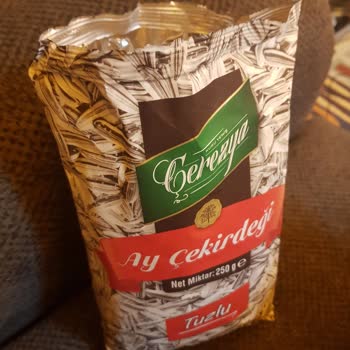 Çerezya
Ay Çekirdeği
Net Miktar: 250 g ℮
Tuzlu